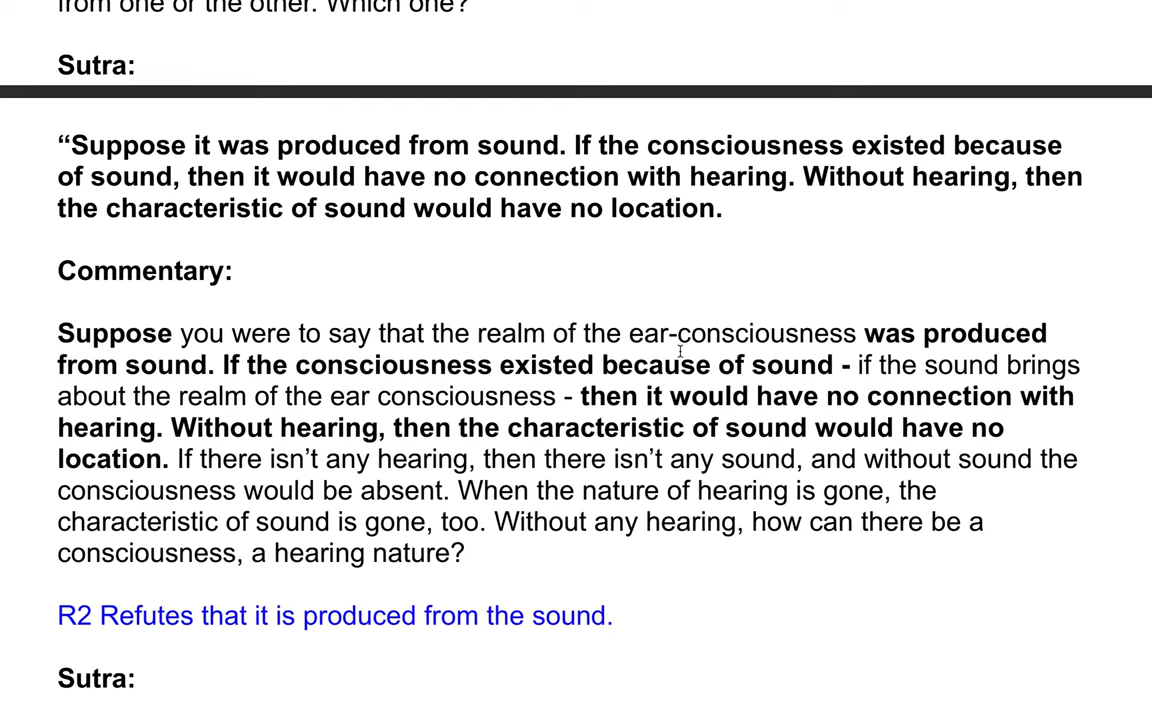 from one or the other. Which one?
Sutra:
“Suppose it was produced from sound. If the consciousness existed because
of sound, then it would have no connection with hearing. Without hearing, then
the characteristic of sound would have no location.
Commentary:
Suppose you were to say that the realm of the ear-consciousness was produced
from sound. If the consciousness existed because of sound - if the sound brings
about the realm of the ear consciousness - then it would have no connection with
hearing. Without hearing, then the characteristic of sound would have no
location. If there isn’t any hearing, then there isn’t any sound, and without sound the
consciousness would be absent. When the nature of hearing is gone, the
characteristic of sound is gone, too. Without any hearing, how can there be a
consciousness, a hearing nature?
R2 Refutes that it is produced from the sound.
Sutra: